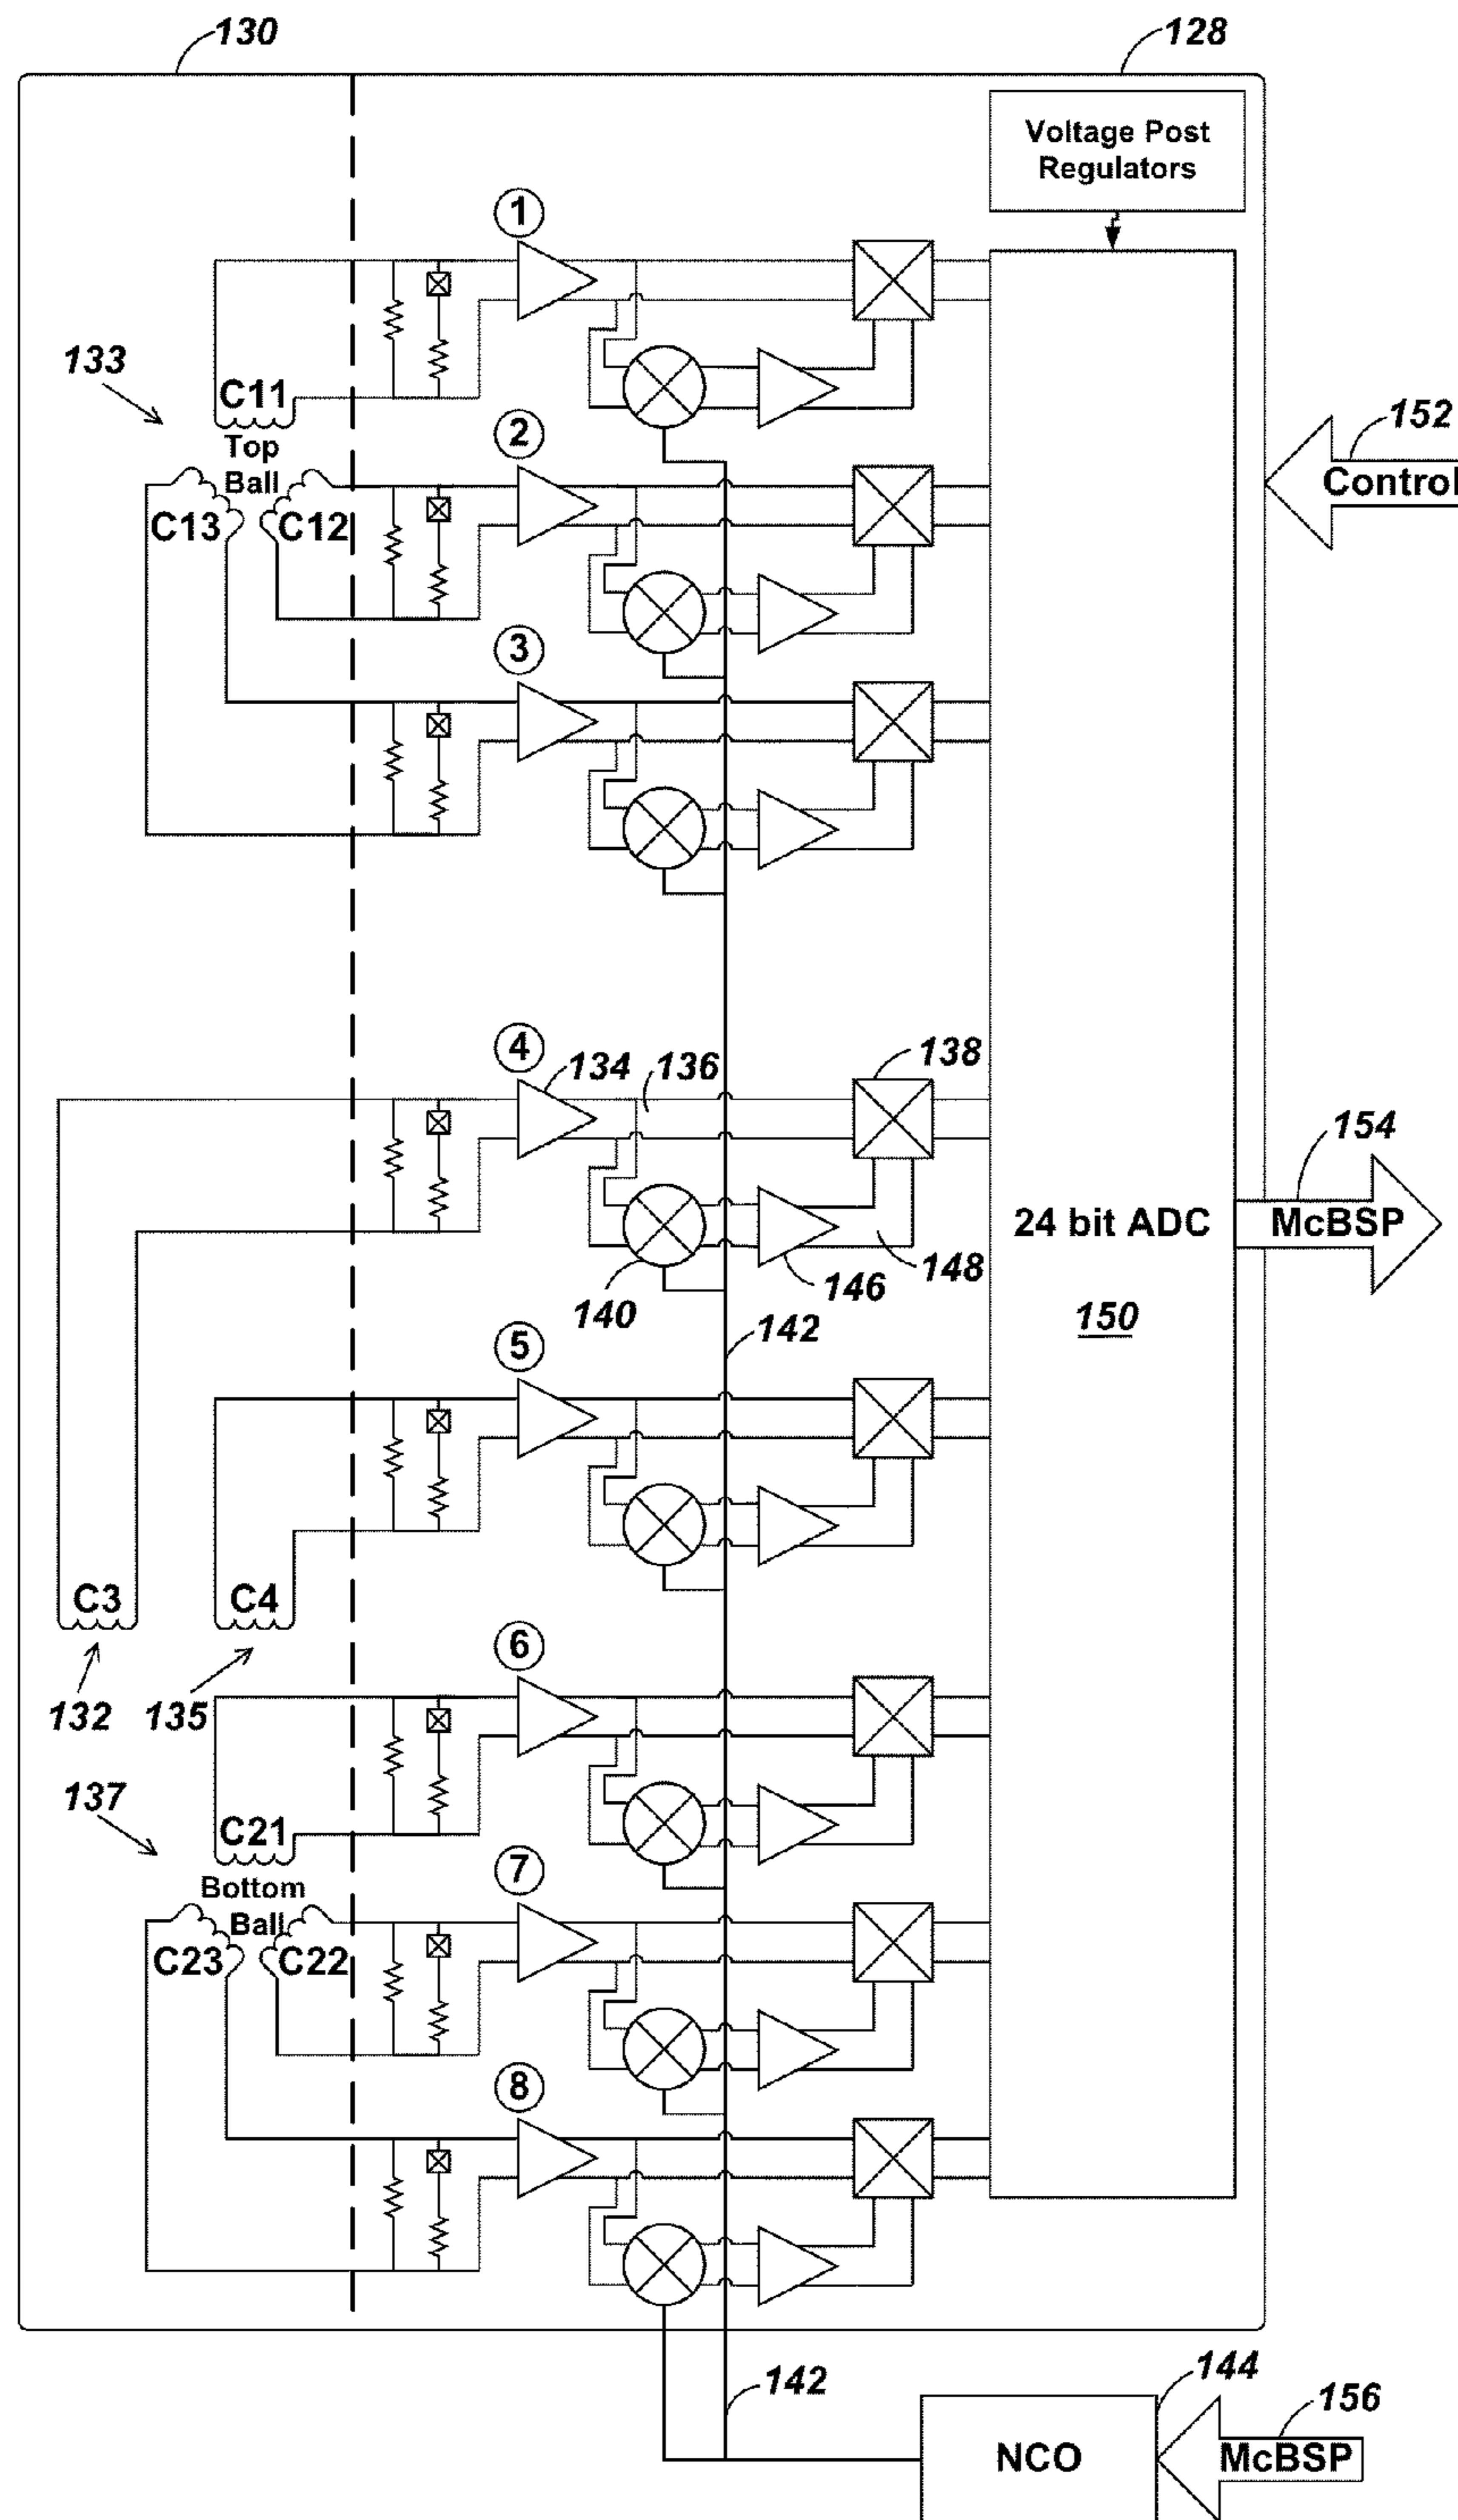 130
128
Voltage Post
Regulators
1
133
C11
Top
Ball
2
152
Control
C13
C12
3
4
134
136
138
154
24 bit ADC
McBSP
148
146
140
150
142
5
C3
C4
6
132
135
137
C21
7
Bottom
Ball
C23
C22
8
144
142
156
NCO
McBSP